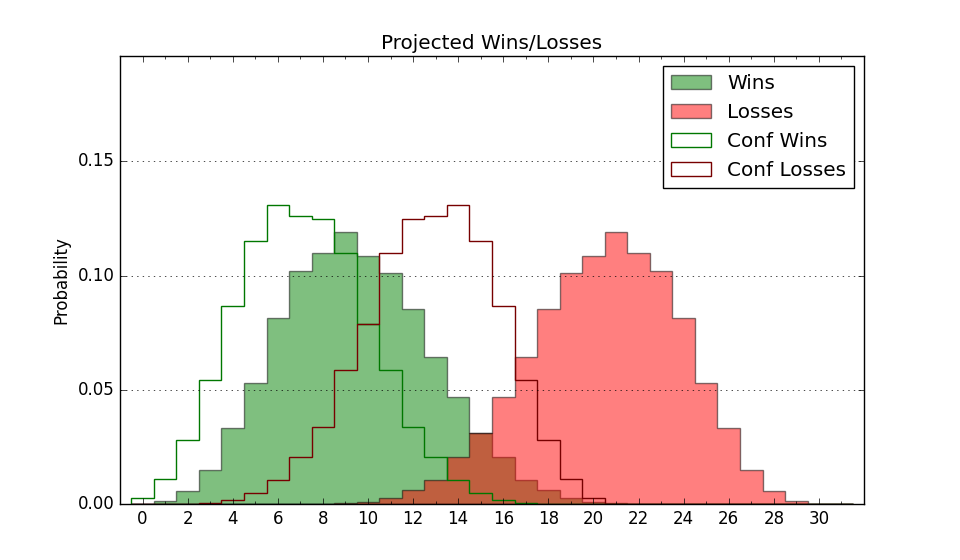 Projected Wins/Losses
Wins
Losses
Conf Wins
Conf Losses
Probability
0.15
0.10
0.05
0.00
0 2 4 6 8 10 12 14 16 18 20 22 24 26 28 30